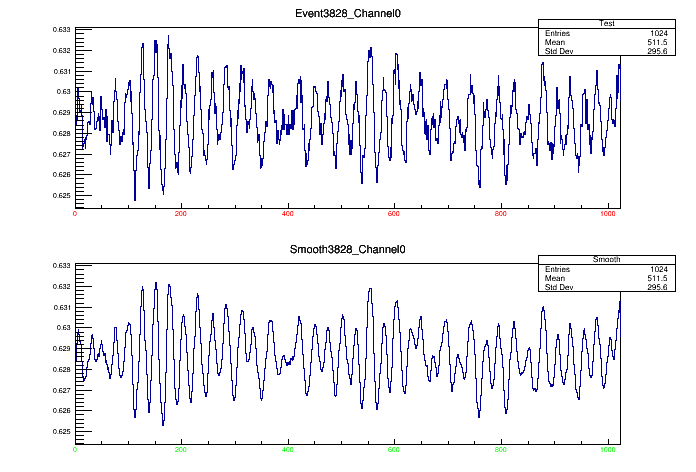 Event3828_Channel0
Test
Entries 1024
Mean 511.5
Std Dev 295.6
0.633
0.632
0.631
0.63
0.629
0.628
0.627
0.626
0.625
0 200 400 600 800 1000
Smooth3828_Channel0
Smooth
Entries 1024
Mean 511.5
Std Dev 295.6
0.633
0.632
0.631
0.63
0.629
0.628
0.627
0.626
0.625
0 200 400 600 800 1000